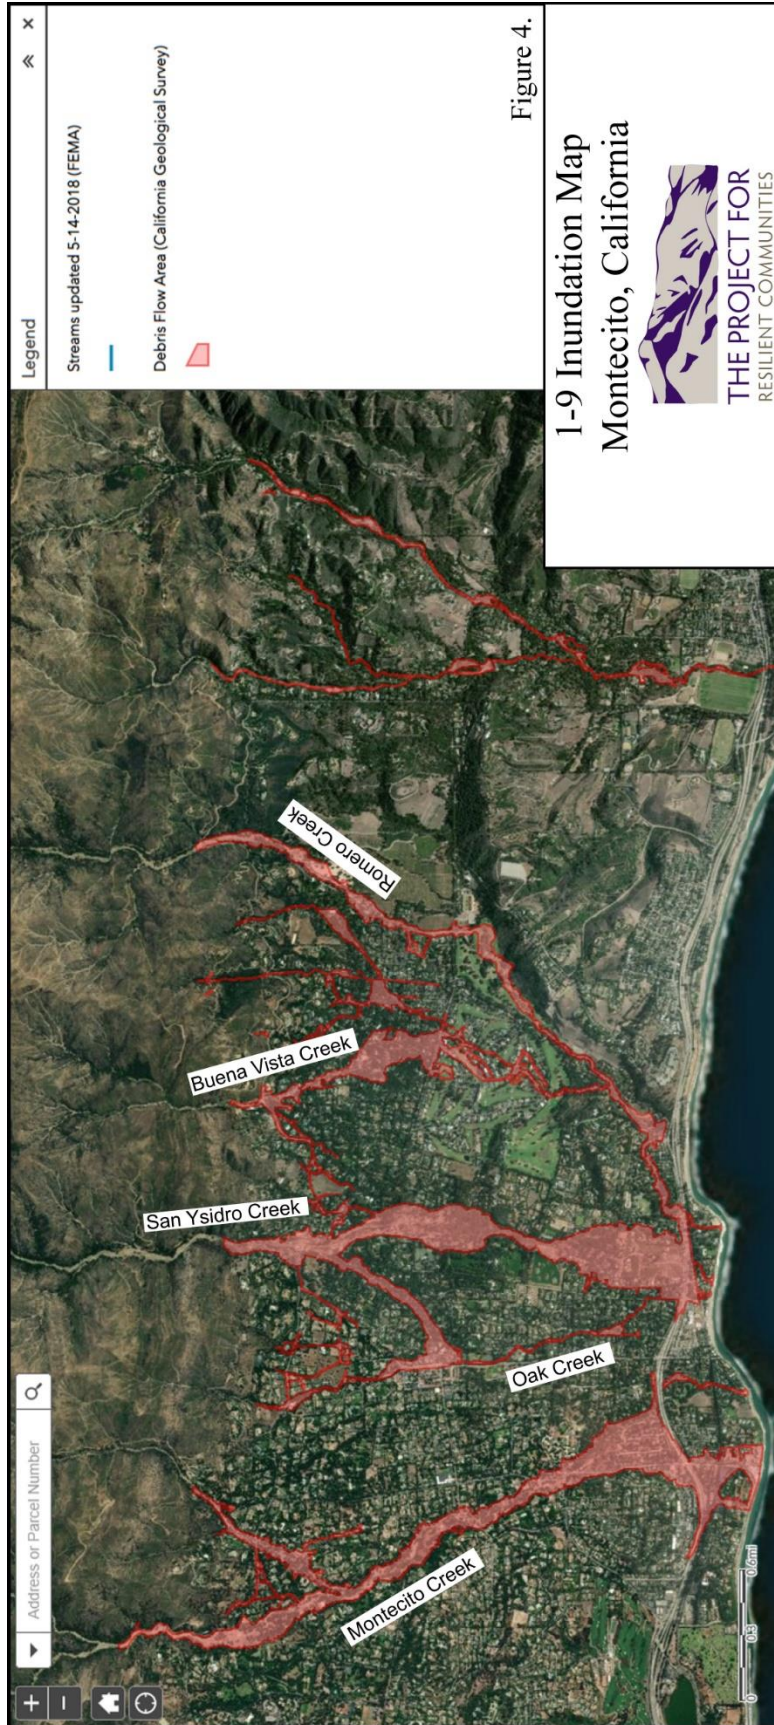 Address or Parcel Number
Montecito Creek
Oak Creek
San Ysidro Creek
Buena Vista Creek
Romero Creek
0
0.3
0.6mi
Legend
Streams updated 5-14-2018 (FEMA)
Debris Flow Area (California Geological Survey)
Figure 4.
1-9 Inundation Map
Montecito, California
THE PROJECT FOR
RESILIENT COMMUNITIES